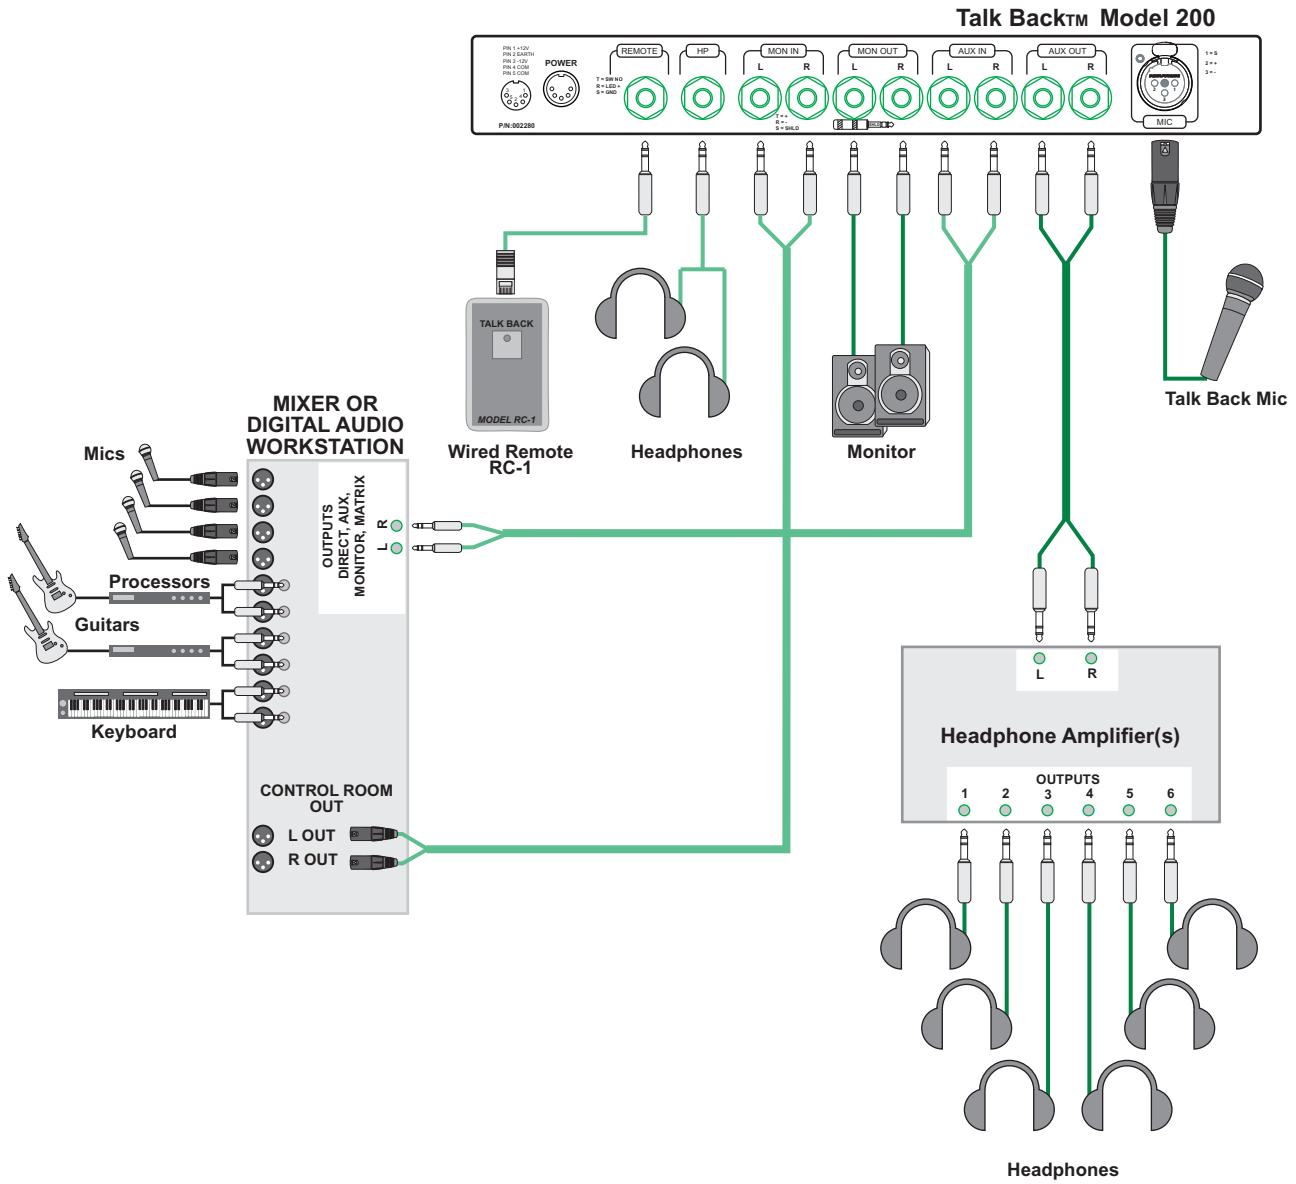 Talk Back™ Model 200
PIN 1 +12V
PIN 2 EARTH
PIN 3 -12V
PIN 4 COM
PIN 5 COM
POWER
REMOTE
HP
MON IN
MON OUT
AUX IN
AUX OUT
L R
L R
L R
L R
1 = S
2 = +
3 = -
T = SW NO
R = LED +
S = GND
T = +
R = -
S = SHLD
P/N:002280
MIC
TALK BACK
MODEL RC-1
Wired Remote
RC-1
Headphones
Monitor
Talk Back Mic
MIXER OR
DIGITAL AUDIO
WORKSTATION
Mics
Processors
Guitars
Keyboard
OUTPUTS
DIRECT, AUX,
MONITOR, MATRIX
R
L
CONTROL ROOM
OUT
L OUT
R OUT
L R
Headphone Amplifier(s)
OUTPUTS
1 2 3 4 5 6
Headphones